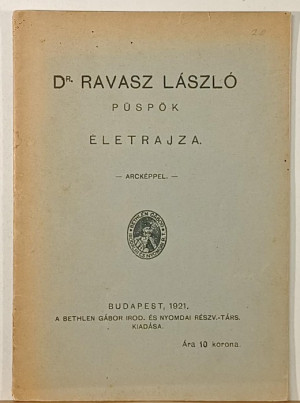 Dr. RAVASZ LÁSZLÓ
PÜSPÖK
ÉLETRAJZA.
— ARCKÉPPEL. —
BUDAPEST, 1921.
A BETHLEN GÁBOR IROD. ÉS NYOMDAI RÉSZV.-TÁRS.
KIADÁSA.
Ára 10 korona.